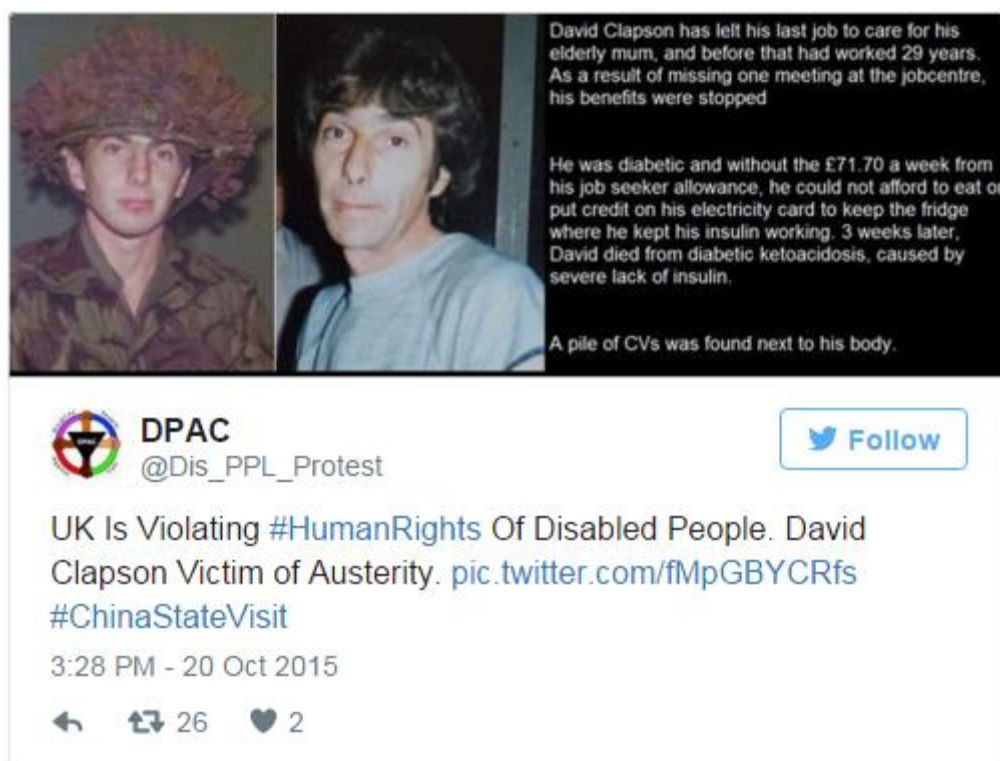 David Clapson has left his last job to care for his
elderly mum, and before that had worked 29 years.
As a result of missing one meeting at the jobcentre,
his benefits were stopped
He was diabetic and without the £71.70 a week from
his job seeker allowance, he could not afford to eat or
put credit on his electricity card to keep the fridge
where he kept his insulin working. 3 weeks later,
David died from diabetic ketoacidosis, caused by
severe lack of insulin.
A pile of CVs was found next to his body.
DPAC
DPAC
@Dis_PPL_Protest
Follow
UK Is Violating #HumanRights Of Disabled People. David
Clapson Victim of Austerity. pic.twitter.com/fMpGBYCRfs
#ChinaStateVisit
3:28 PM - 20 Oct 2015
26 2